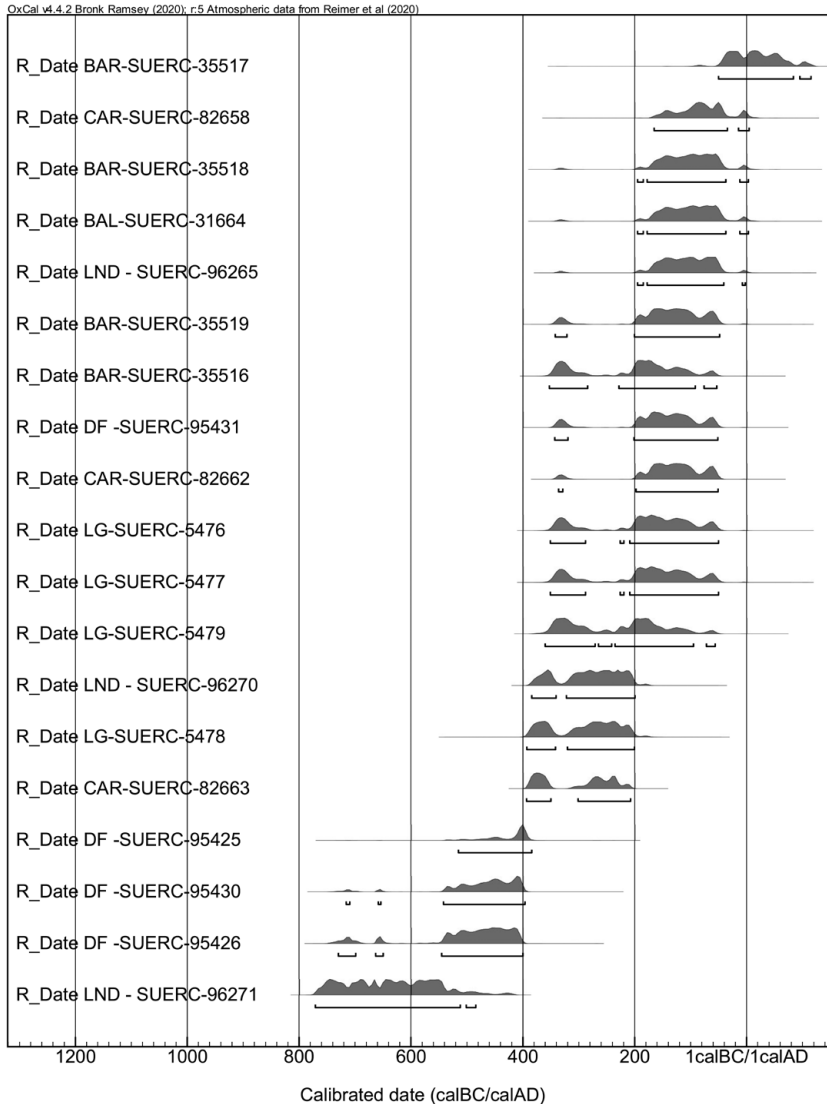 OxCal v4.4.2 Bronk Ramsey (2020); r:5 Atmospheric data from Reimer et al (2020)
R_Date BAR-SUERC-35517
R_Date CAR-SUERC-82658
R_Date BAR-SUERC-35518
R_Date BAL-SUERC-31664
R_Date LND - SUERC-96265
R_Date BAR-SUERC-35519
R_Date BAR-SUERC-35516
R_Date DF -SUERC-95431
R_Date CAR-SUERC-82662
R_Date LG-SUERC-5476
R_Date LG-SUERC-5477
R_Date LG-SUERC-5479
R_Date LND - SUERC-96270
R_Date LG-SUERC-5478
R_Date CAR-SUERC-82663
R_Date DF -SUERC-95425
R_Date DF -SUERC-95430
R_Date DF -SUERC-95426
R_Date LND - SUERC-96271
1200 1000 800 600 400 200 1calBC/1calAD
Calibrated date (calBC/calAD)